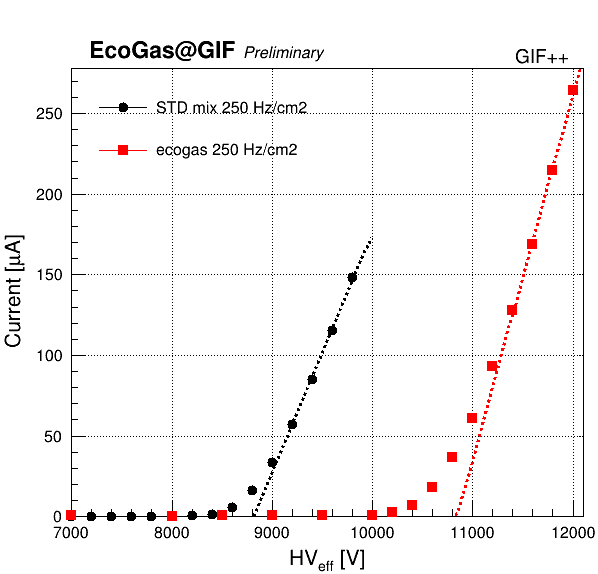 EcoGas@GIF Preliminary
GIF++
STD mix 250 Hz/cm2
ecogas 250 Hz/cm2
Current [μA]
250
200
150
100
50
0
7000 8000 9000 10000 11000 12000
HVeff [V]